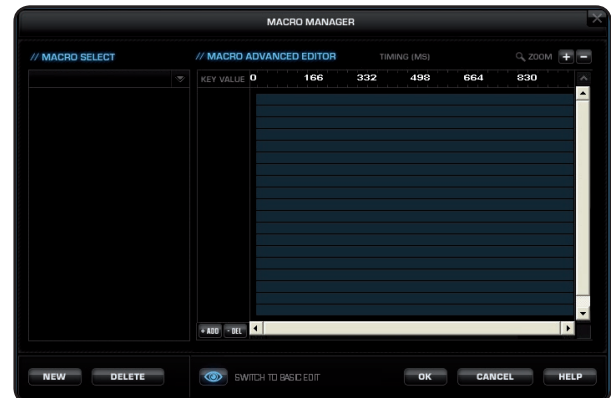 MACRO MANAGER
// MACRO SELECT
// MACRO ADVANCED EDITOR
TIMING (MS)
ZOOM + -
KEY VALUE 0 166 332 498 664 830
+ ADD - DEL
NEW DELETE SWITCH TO BASIC EDIT OK CANCEL HELP